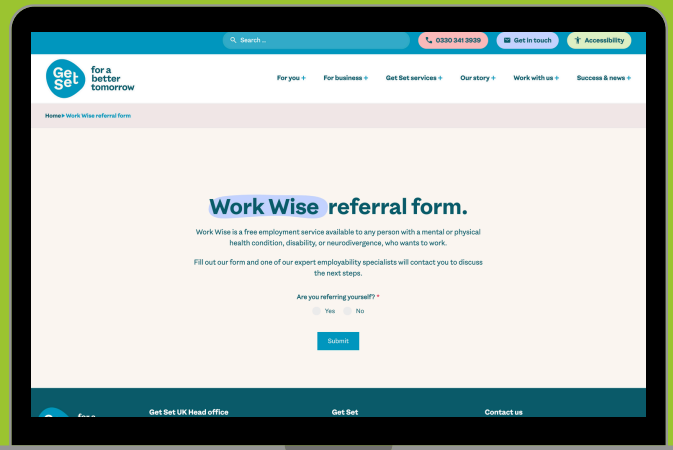 Search ...
0330 341 3939
Get in touch
Accessibility
Get
Set
for a
better
tomorrow
For you +
For business +
Get Set services +
Our story +
Work with us +
Success & news +
Home» Work Wise referral form
Work Wise referral form.
Work Wise is a free employment service available to any person with a mental or physical
health condition, disability, or neurodivergence, who wants to work.
Fill out our form and one of our expert employability specialists will contact you to discuss
the next steps.
Are you referring yourself? *
Yes No
Submit
for a
Get Set UK Head office
Get Set
Contact us